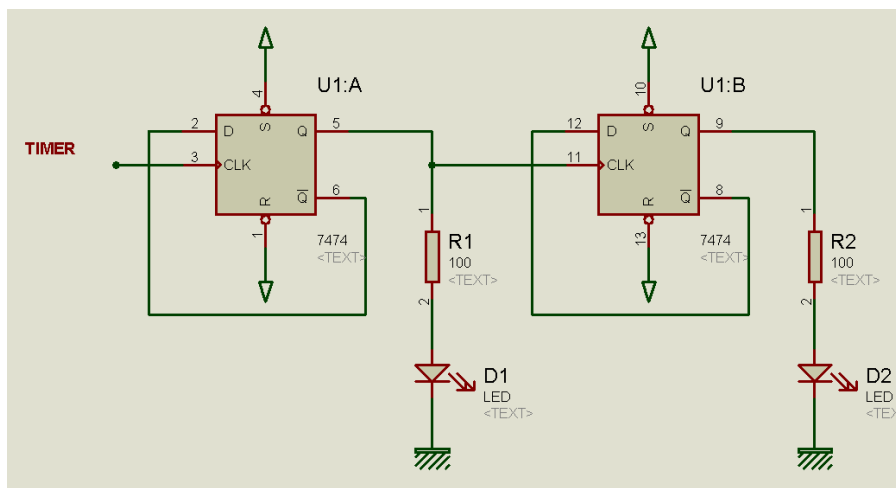 U1:A
U1:B
4
10
2
D
S
Q
5
12
D
S
Q
9
TIMER
3
CLK
11
CLK
6
Q
8
Q
R
R
1
13
7474
<TEXT>
7474
<TEXT>
1
R1
100
<TEXT>
2
1
R2
100
<TEXT>
2
D1
LED
<TEXT>
D2
LED
<TEX